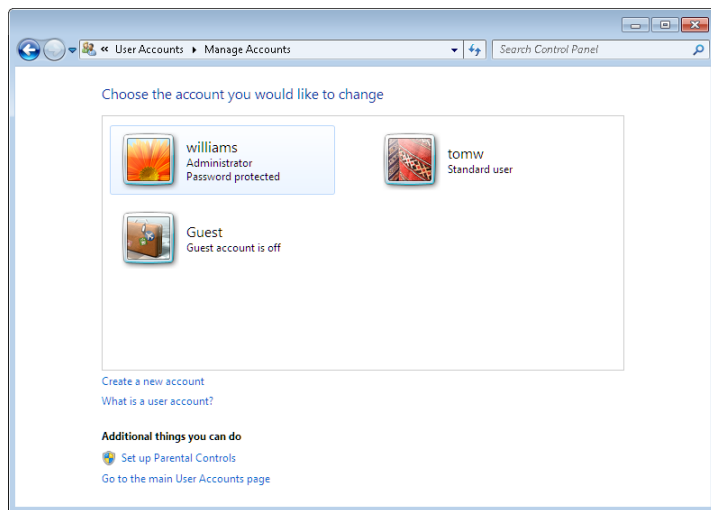 « User Accounts ▸ Manage Accounts
Search Control Panel
Choose the account you would like to change
williams
Administrator
Password protected
tomw
Standard user
Guest
Guest account is off
Create a new account
What is a user account?
Additional things you can do
Set up Parental Controls
Go to the main User Accounts page